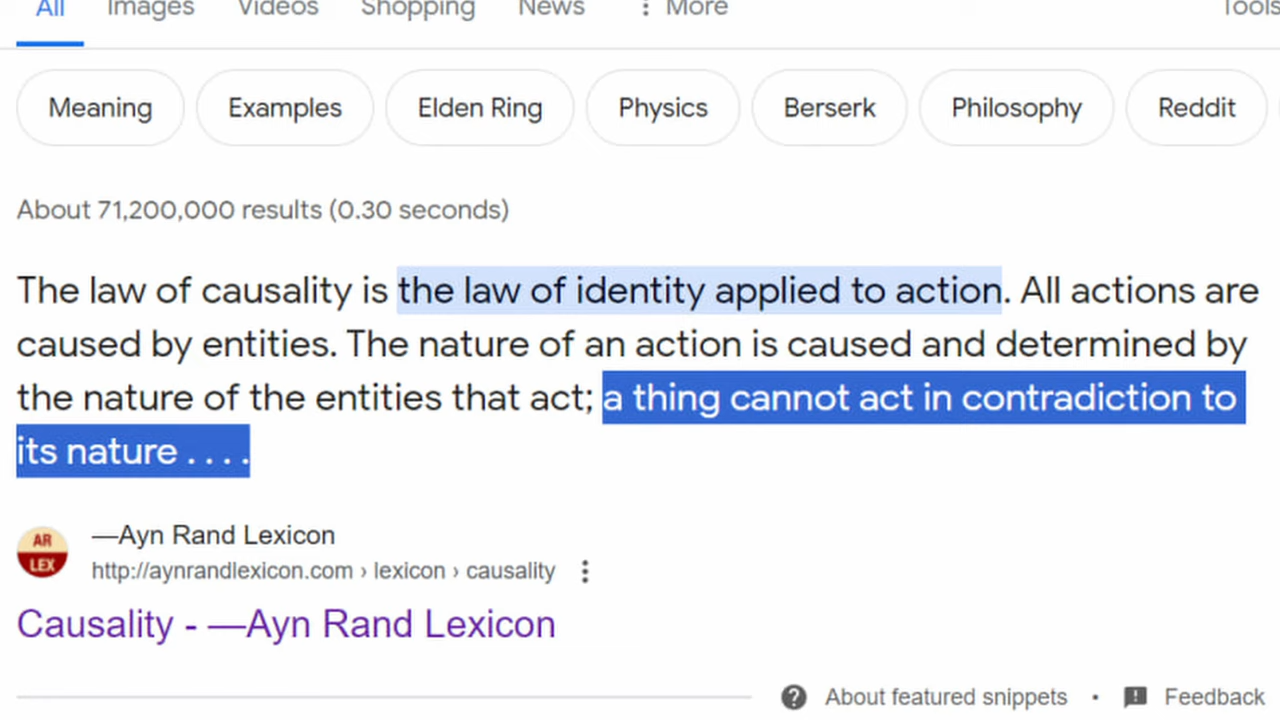 All Images Videos Shopping News More Tools
Meaning Examples Elden Ring Physics Berserk Philosophy Reddit
About 71,200,000 results (0.30 seconds)
The law of causality is the law of identity applied to action. All actions are
caused by entities. The nature of an action is caused and determined by
the nature of the entities that act; a thing cannot act in contradiction to
its nature . . . .
AR
LEX
—Ayn Rand Lexicon
http://aynrandlexicon.com › lexicon › causality
Causality - —Ayn Rand Lexicon
About featured snippets • Feedback